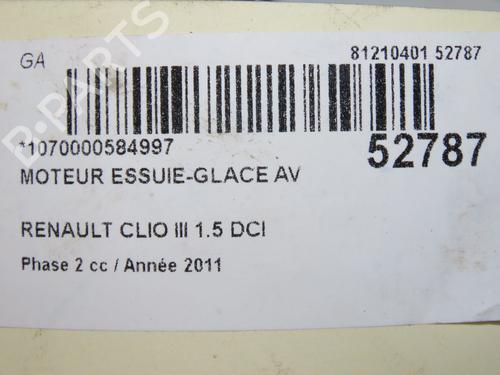 GA
81210401 52787
*1070000584997
52787
MOTEUR ESSUIE-GLACE AV
RENAULT CLIO III 1.5 DCI
Phase 2 cc / Année 2011
B-PARTS